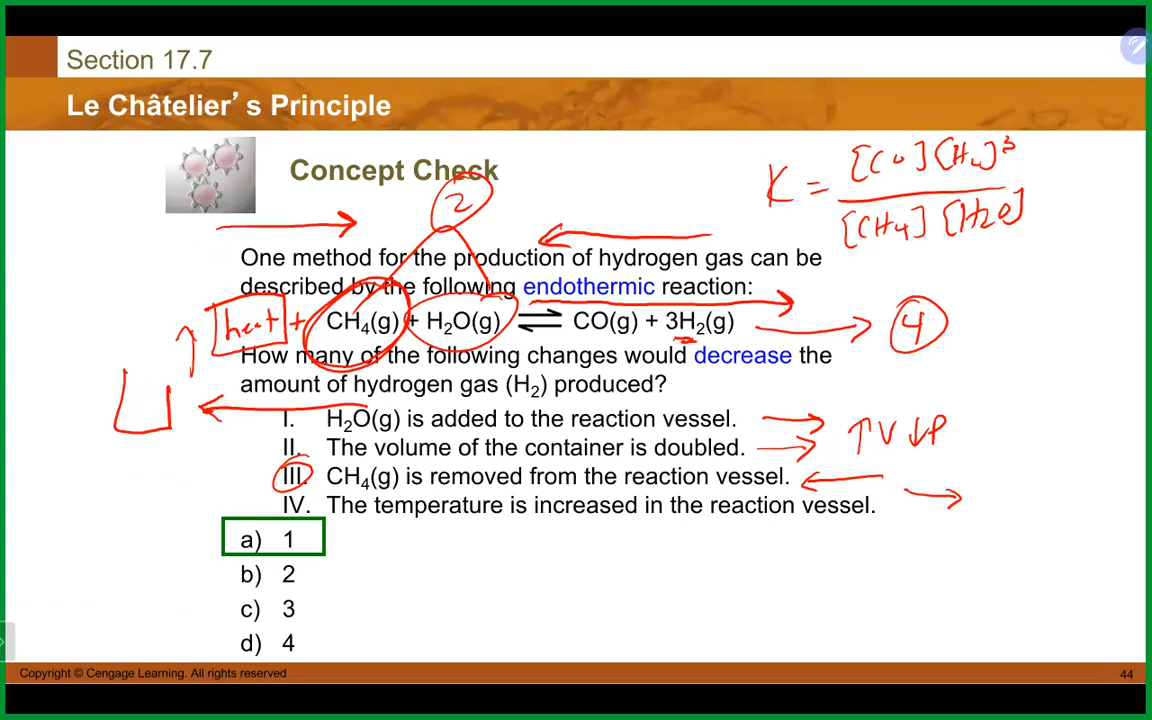 Section 17.7
Le Châtelier's Principle
Concept Check
K = [CO][H₂]³
[CH₄][H₂O]
2
One method for the production of hydrogen gas can be
described by the following endothermic reaction:
heat + CH₄(g) + H₂O(g) ⇌ CO(g) + 3H₂(g) → 4
How many of the following changes would decrease the
amount of hydrogen gas (H₂) produced?
I. H₂O(g) is added to the reaction vessel. →
II. The volume of the container is doubled. → ↑V ↓P
III. CH₄(g) is removed from the reaction vessel. ←
IV. The temperature is increased in the reaction vessel. →
a) 1
b) 2
c) 3
d) 4
Copyright © Cengage Learning. All rights reserved 44